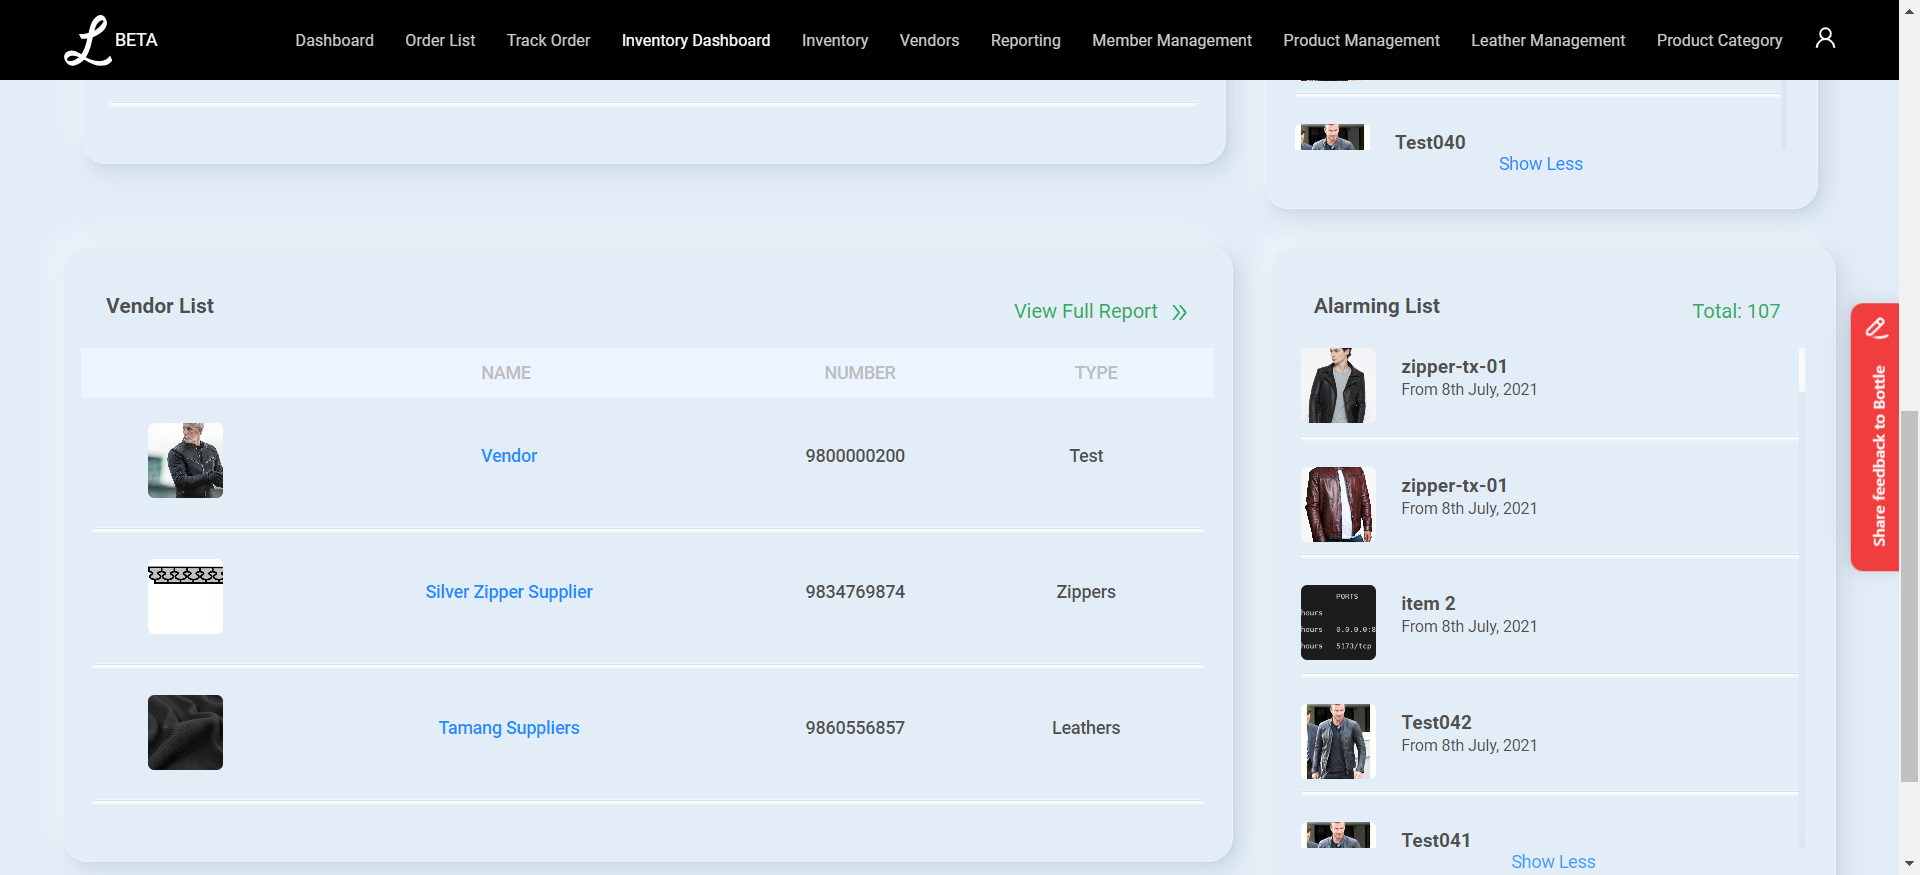 L BETA
Dashboard Order List Track Order Inventory Dashboard Inventory Vendors Reporting Member Management Product Management Leather Management Product Category
Test040
Show Less
Vendor List
View Full Report »
NAME NUMBER TYPE
Vendor 9800000200 Test
Silver Zipper Supplier 9834769874 Zippers
Tamang Suppliers 9860556857 Leathers
Alarming List
Total: 107
zipper-tx-01
From 8th July, 2021
zipper-tx-01
From 8th July, 2021
PORTS
hours
hours 0.0.0.0:8
hours 5173/tcp
item 2
From 8th July, 2021
Test042
From 8th July, 2021
Test041
Show Less
Share feedback to Bottle